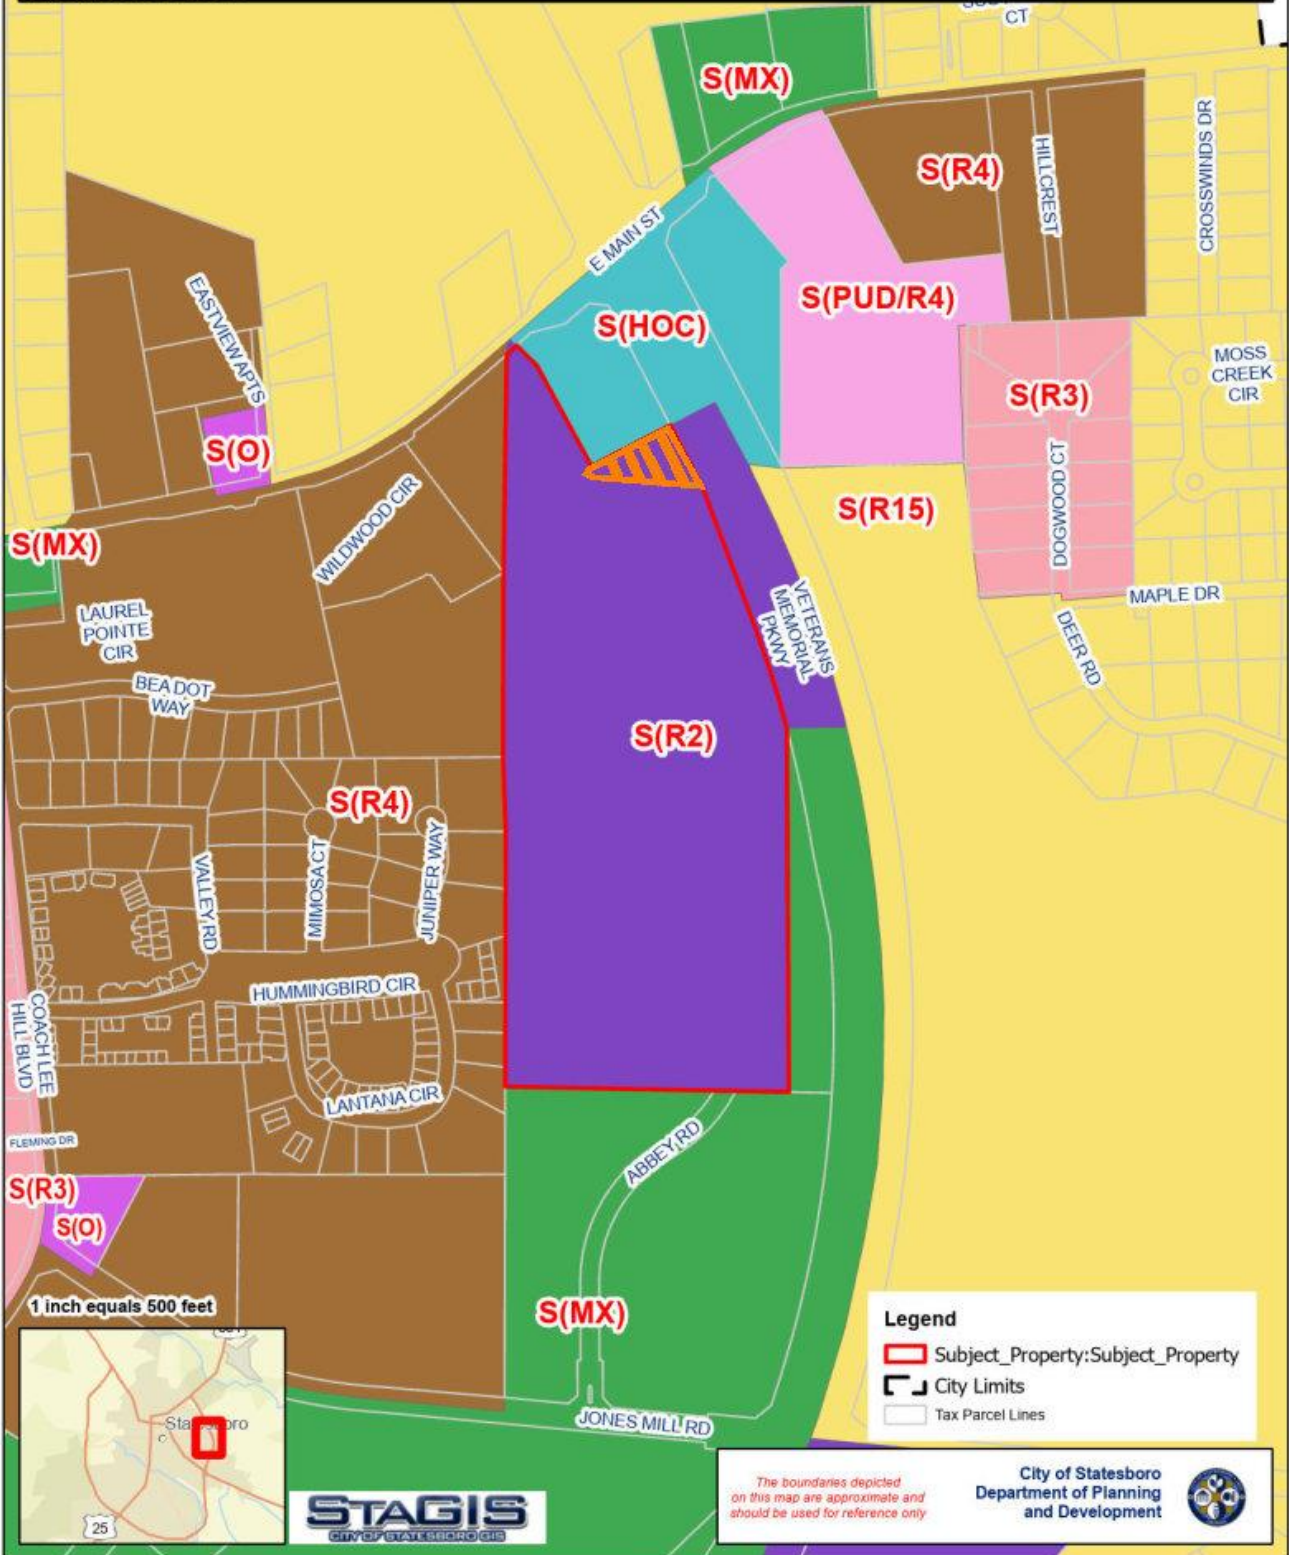 CT
S(MX)
S(R4)
HILLCREST
CROSSWINDS DR
E MAIN ST
EASTVIEW APTS
S(HOC)
S(PUD/R4)
MOSS
CREEK
CIR
S(R3)
S(O)
DOGWOOD CT
WILDWOOD CIR
S(R15)
S(MX)
LAUREL
POINTE
CIR
VETERANS
MEMORIAL
PKWY
MAPLE DR
DEER RD
BEA DOT
WAY
S(R2)
S(R4)
VALLEY RD
MIMOSA CT
JUNIPER WAY
HUMMINGBIRD CIR
COACH LEE
HILL BLVD
LANTANA CIR
FLEMING DR
ABBEY RD
S(R3)
S(O)
1 inch equals 500 feet
S(MX)
JONES MILL RD
Legend
Subject_Property:Subject_Property
City Limits
Tax Parcel Lines
25
STAGIS
CITY OF STATESBORO GIS
The boundaries depicted
on this map are approximate and
should be used for reference only
City of Statesboro
Department of Planning
and Development